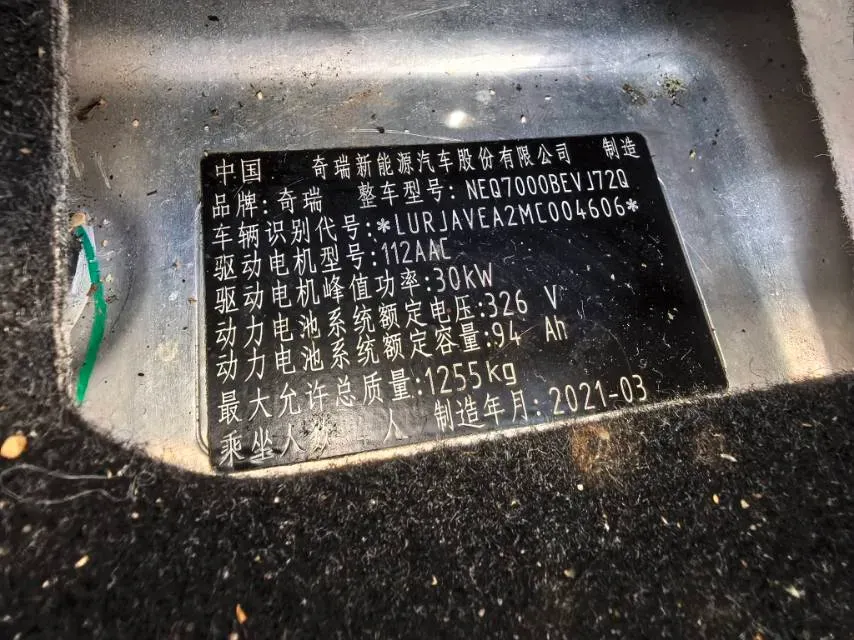 中国 奇瑞新能源汽车股份有限公司 制造
品牌:奇瑞 整车型号:NEQ7000BEVJ72Q
车辆识别代号:*LURJAVEA2MC004606*
驱动电机型号:112AAC
驱动电机峰值功率:30kW
动力电池系统额定电压:326 V
动力电池系统额定容量:94 Ah
最大允许总质量:1255kg
乘坐人数 人 制造年月:2021-03